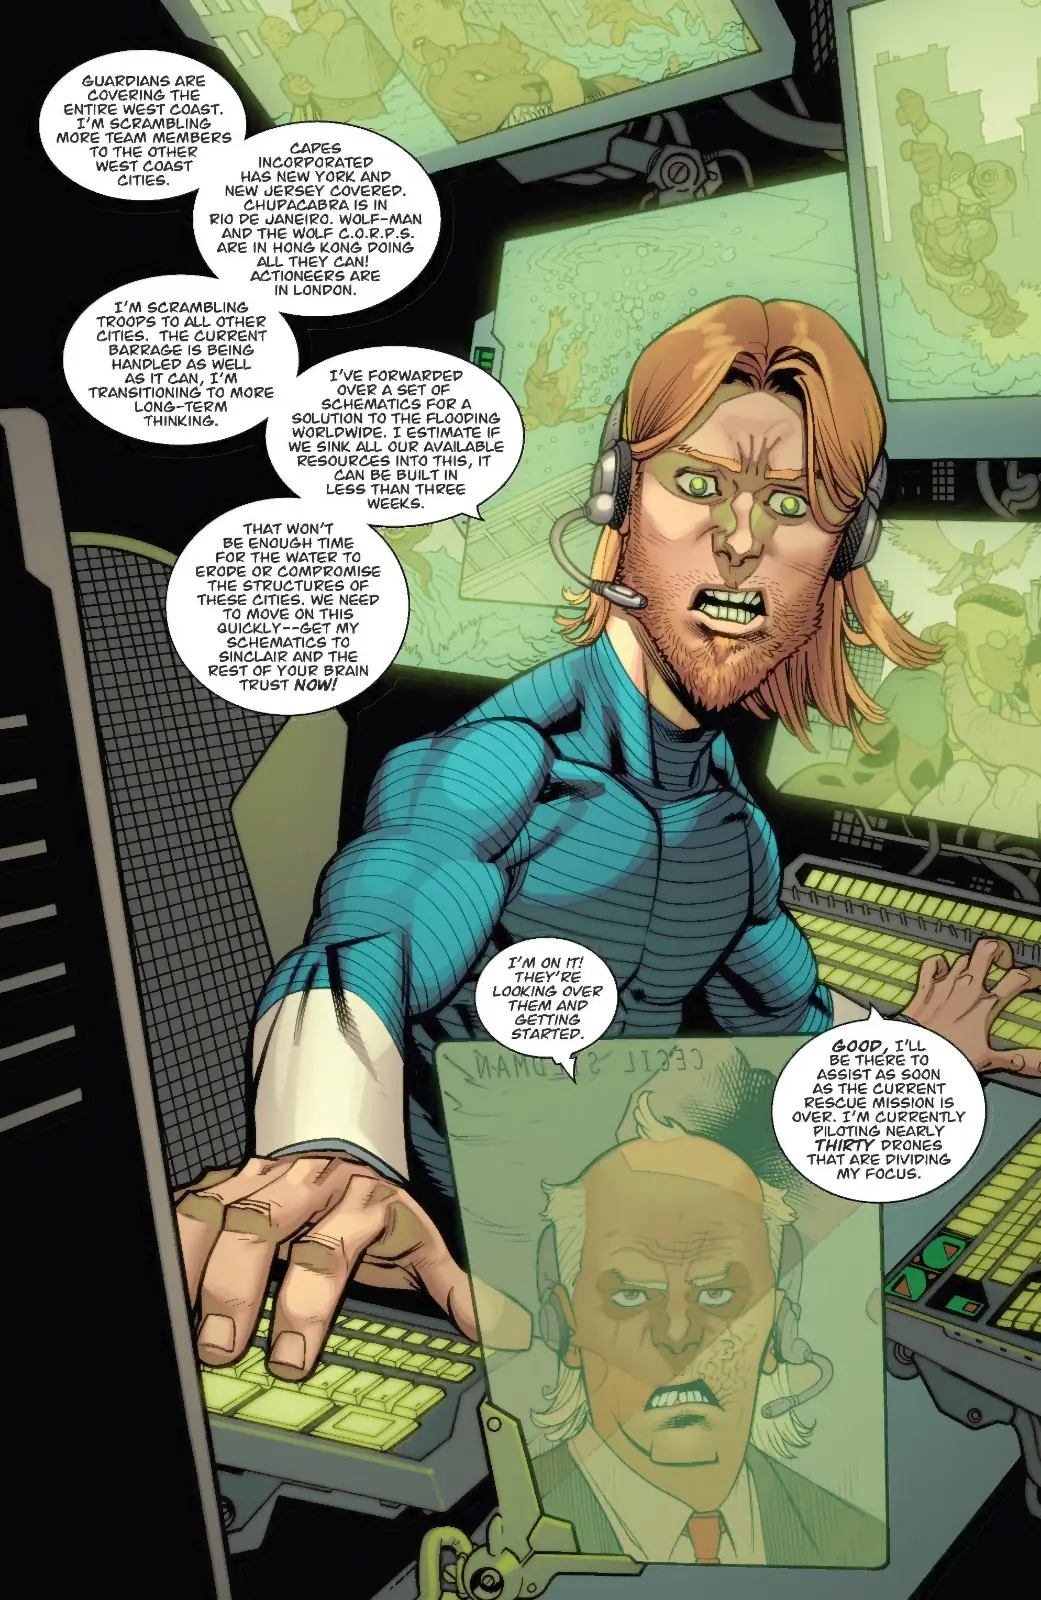 GUARDIANS ARE
COVERING THE
ENTIRE WEST COAST.
I'M SCRAMBLING
MORE TEAM MEMBERS
TO THE OTHER
WEST COAST
CITIES.
CAPES
INCORPORATED
HAS NEW YORK AND
NEW JERSEY COVERED.
CHUPACABRA IS IN
RIO DE JANEIRO. WOLF-MAN
AND THE WOLF C.O.R.P.S.
ARE IN HONG KONG DOING
ALL THEY CAN!
ACTIONEERS ARE
IN LONDON.
I'M SCRAMBLING
TROOPS TO ALL OTHER
CITIES. THE CURRENT
BARRAGE IS BEING
HANDLED AS WELL
AS IT CAN, I'M
TRANSITIONING TO MORE
LONG-TERM
THINKING.
I'VE FORWARDED
OVER A SET OF
SCHEMATICS FOR A
SOLUTION TO THE FLOODING
WORLDWIDE. I ESTIMATE IF
WE SINK ALL OUR AVAILABLE
RESOURCES INTO THIS, IT
CAN BE BUILT IN
LESS THAN THREE
WEEKS.
THAT WON'T
BE ENOUGH TIME
FOR THE WATER TO
ERODE OR COMPROMISE
THE STRUCTURES OF
THESE CITIES. WE NEED
TO MOVE ON THIS
QUICKLY--GET MY
SCHEMATICS TO
SINCLAIR AND THE
REST OF YOUR BRAIN
TRUST NOW!
I'M ON IT!
THEY'RE
LOOKING OVER
THEM AND
GETTING
STARTED.
GOOD, I'LL
BE THERE TO
ASSIST AS SOON
AS THE CURRENT
RESCUE MISSION IS
OVER. I'M CURRENTLY
PILOTING NEARLY
THIRTY DRONES
THAT ARE DIVIDING
MY FOCUS.
CECIL